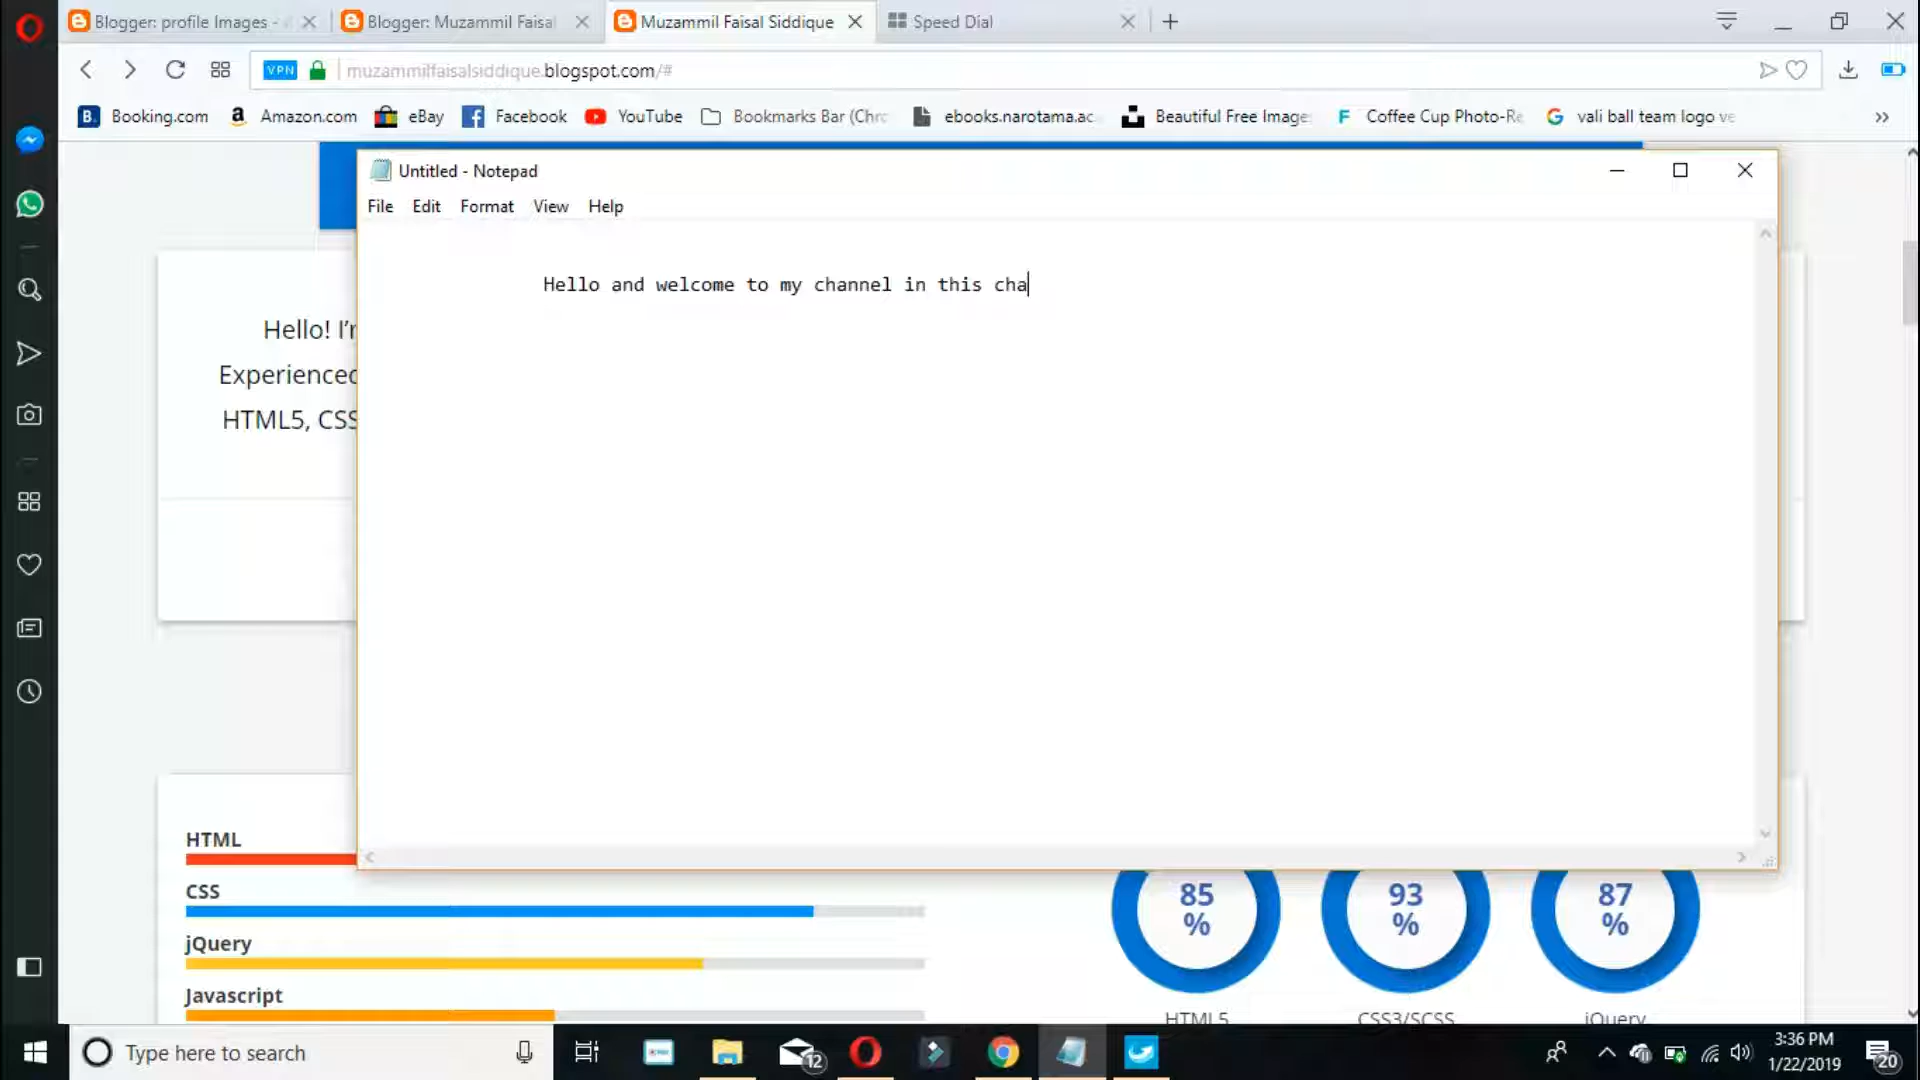 Blogger: profile Images -
Blogger: Muzammil Faisal
Muzammil Faisal Siddique
Speed Dial
VPN
muzammilfaisalsiddique.blogspot.com/#
Booking.com
Amazon.com
eBay
Facebook
YouTube
Bookmarks Bar (Chro
ebooks.narotama.ac.
Beautiful Free Image
Coffee Cup Photo-Re
vali ball team logo ve
Untitled - Notepad
File Edit Format View Help
Hello and welcome to my channel in this cha
Hello! I'm
Experienced
HTML5, CSS
HTML
CSS
jQuery
Javascript
85 %
93 %
87 %
HTML5
CSS3/SCSS
jQuery
Type here to search
12
3:36 PM
1/22/2019
20